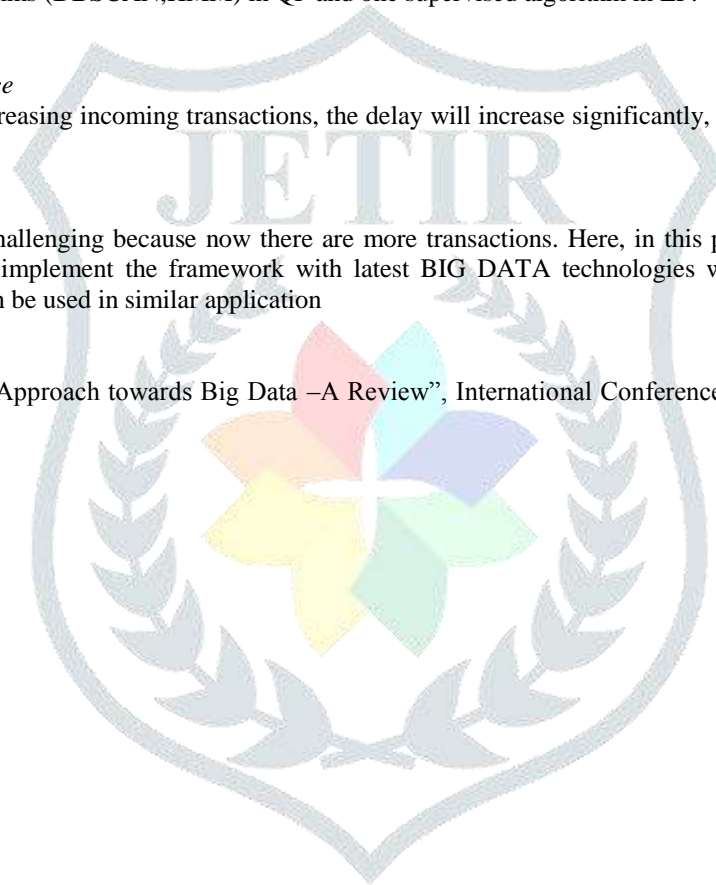 (DBSCAN,HMM) in QP and one supervised algorithm in
reasing incoming transactions, the delay will increase significantly,
JETIR
hallenging because now there are more transactions. Here, in this p
implement the framework with latest BIG DATA technologies w
be used in similar application
Approach towards Big Data –A Review”, International Conference